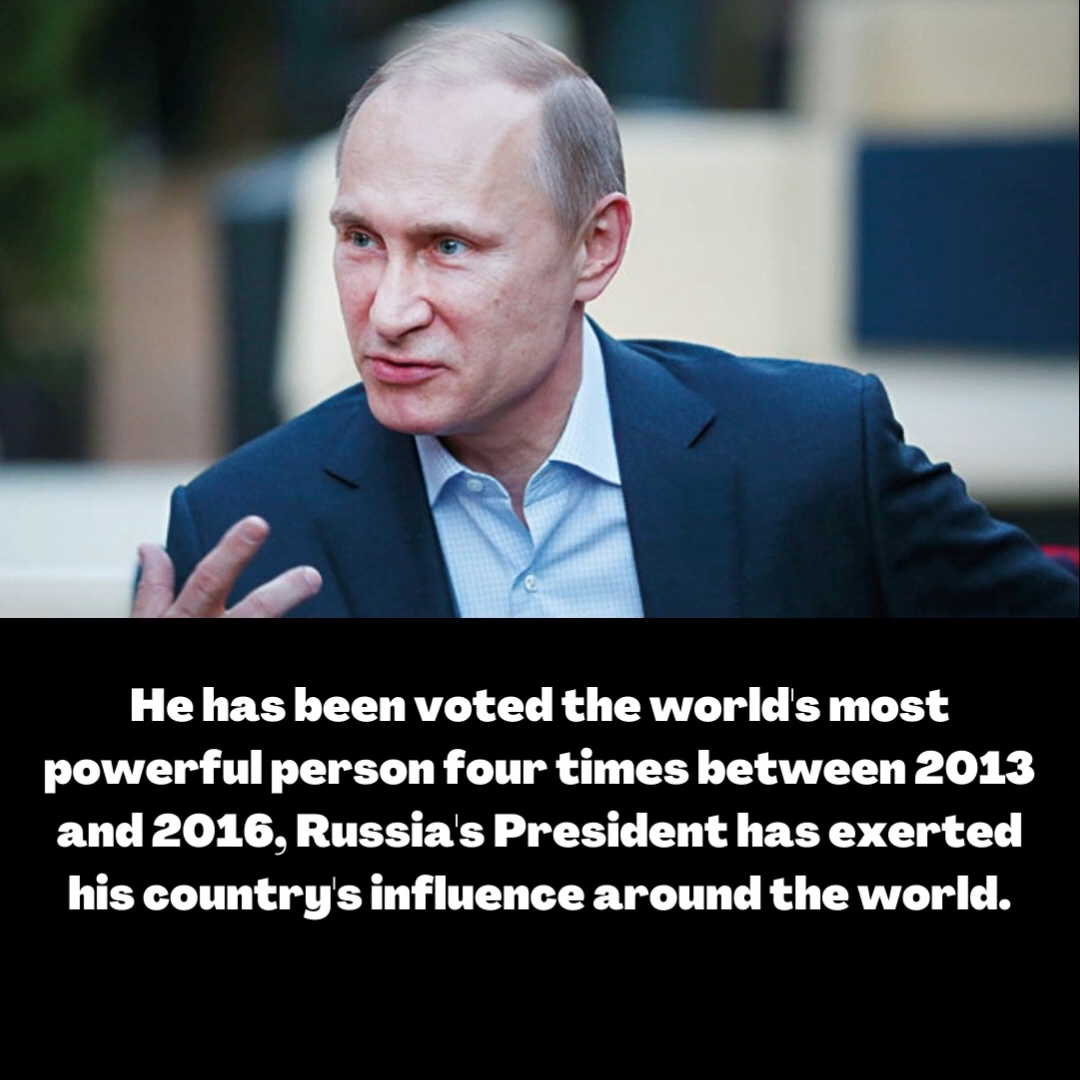 He has been voted the world's most
powerful person four times between 2013
and 2016, Russia's President has exerted
his country's influence around the world.